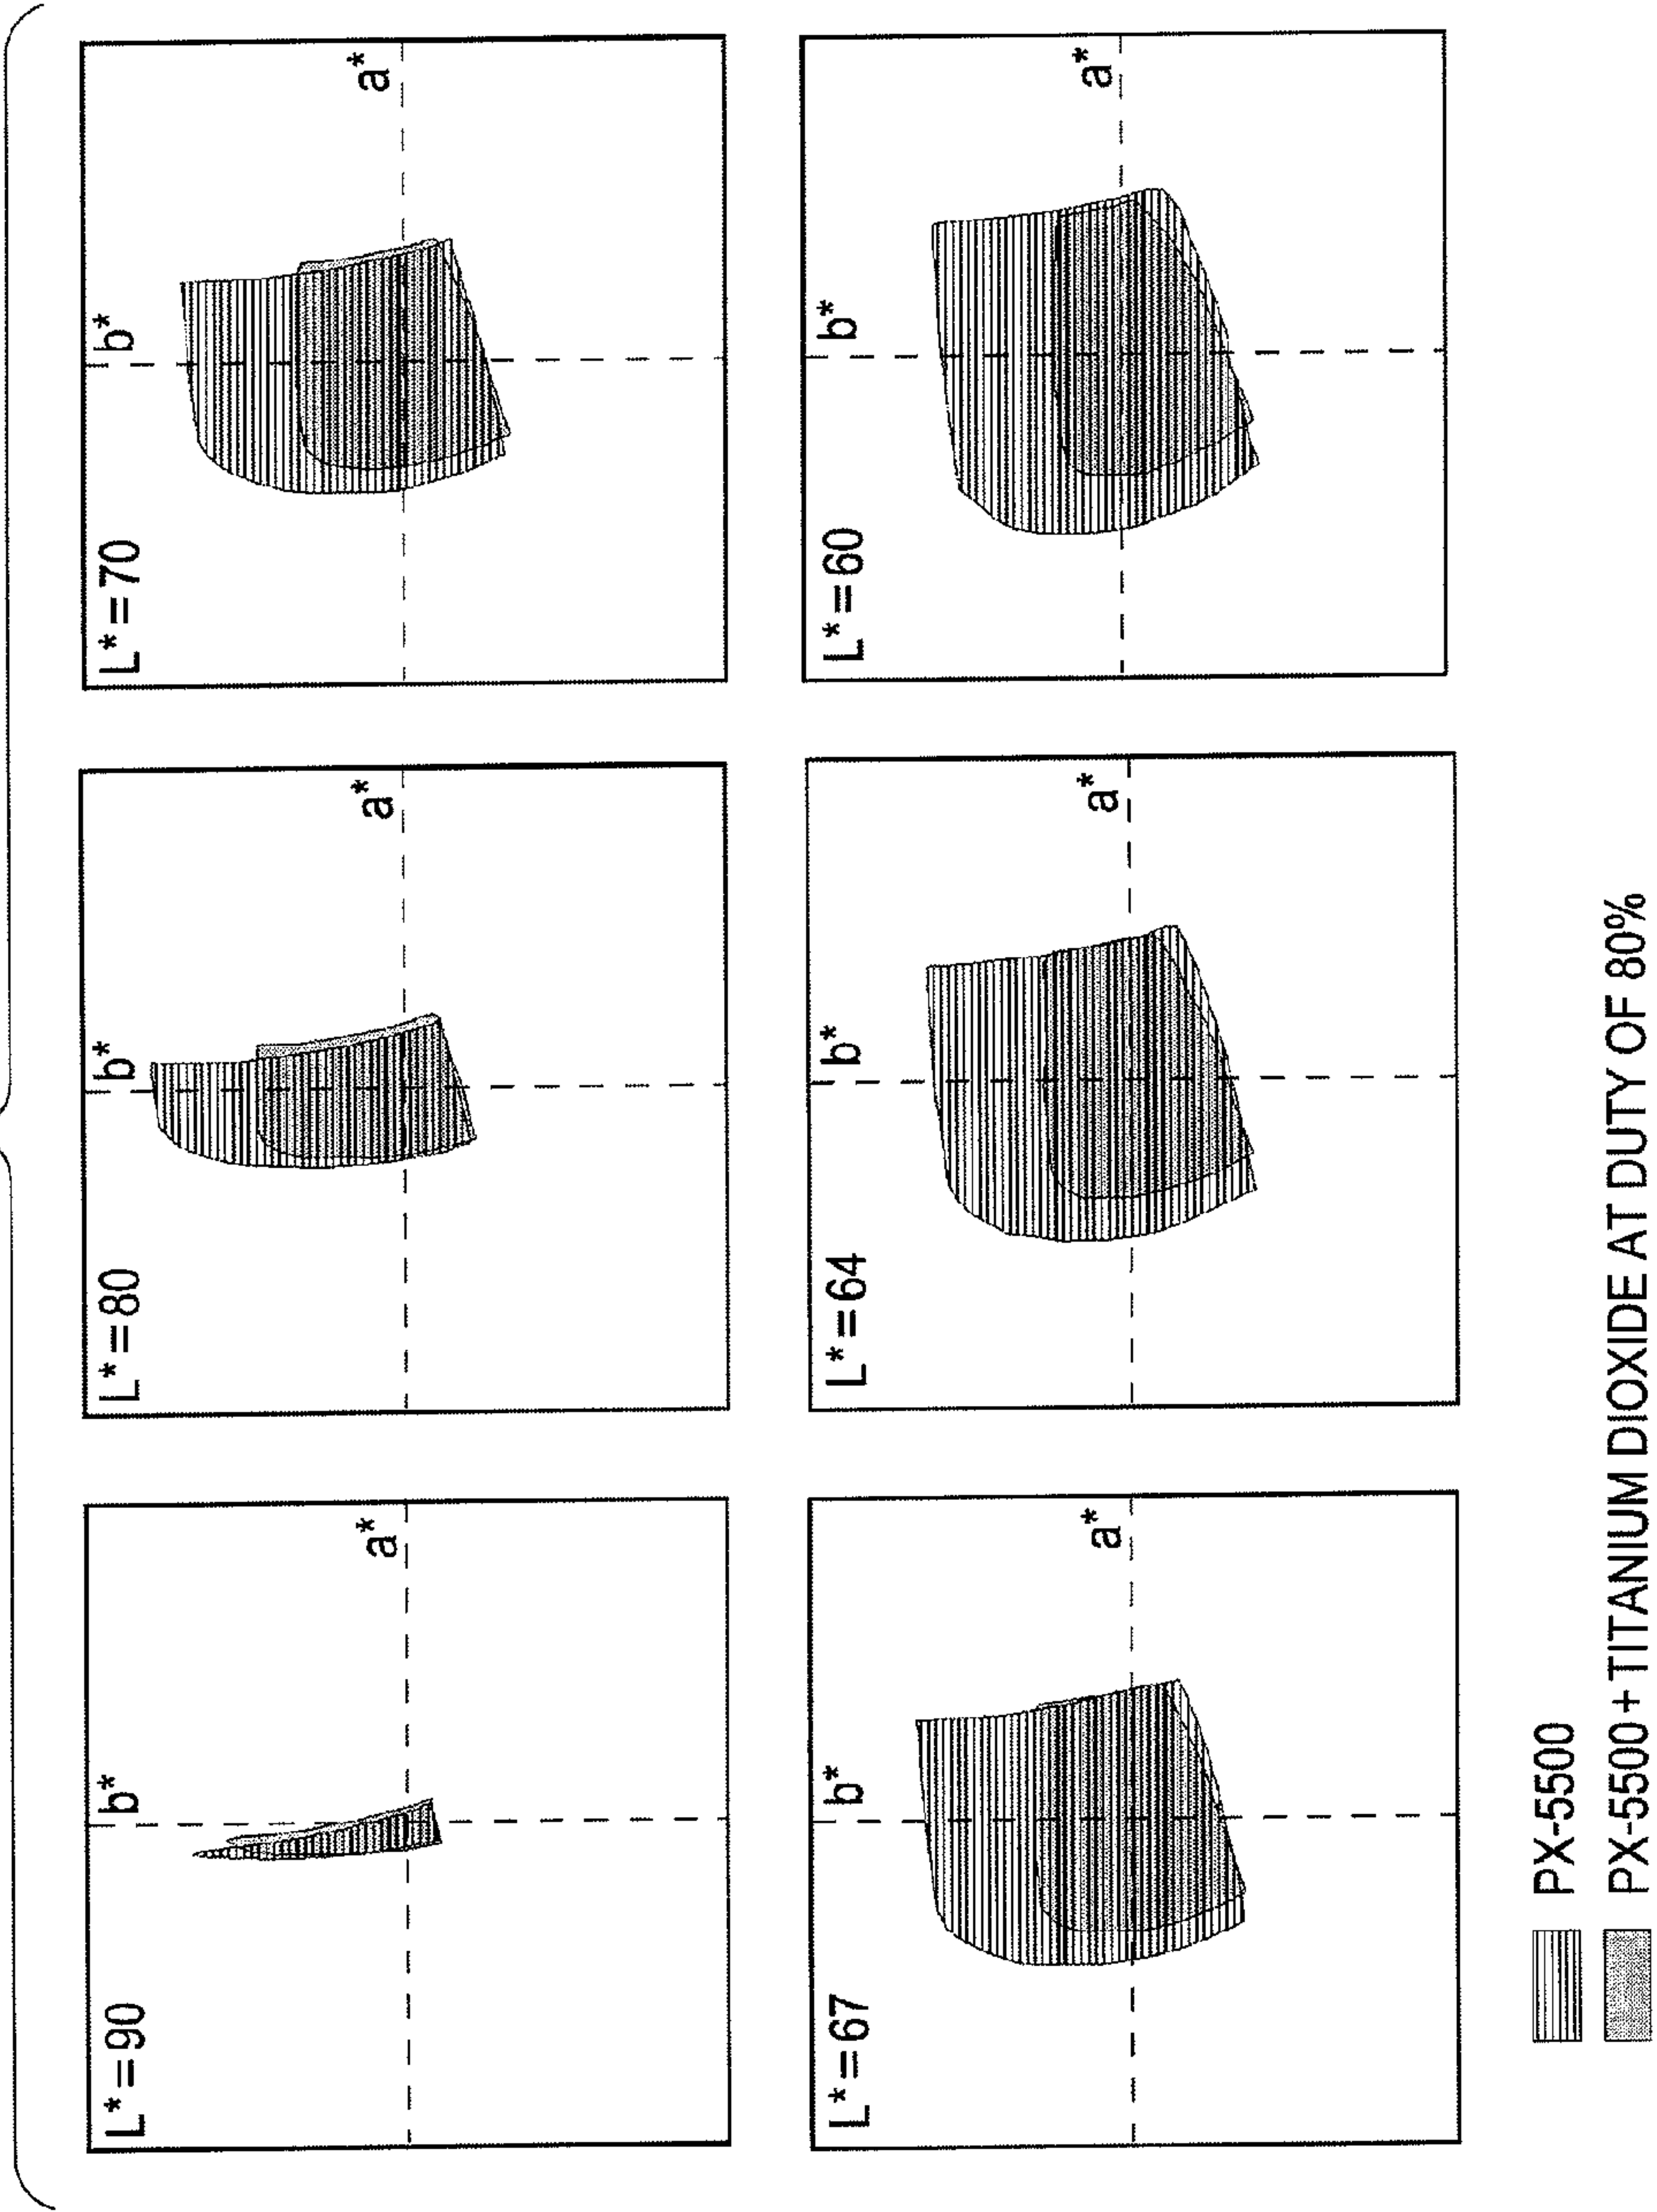 L*=90
b*
a*
L*=80
b*
a*
L*=70
b*
a*
L*=67
b*
a*
L*=64
b*
a*
L*=60
b*
a*
PX-5500
PX-5500+TITANIUM DIOXIDE AT DUTY OF 80%